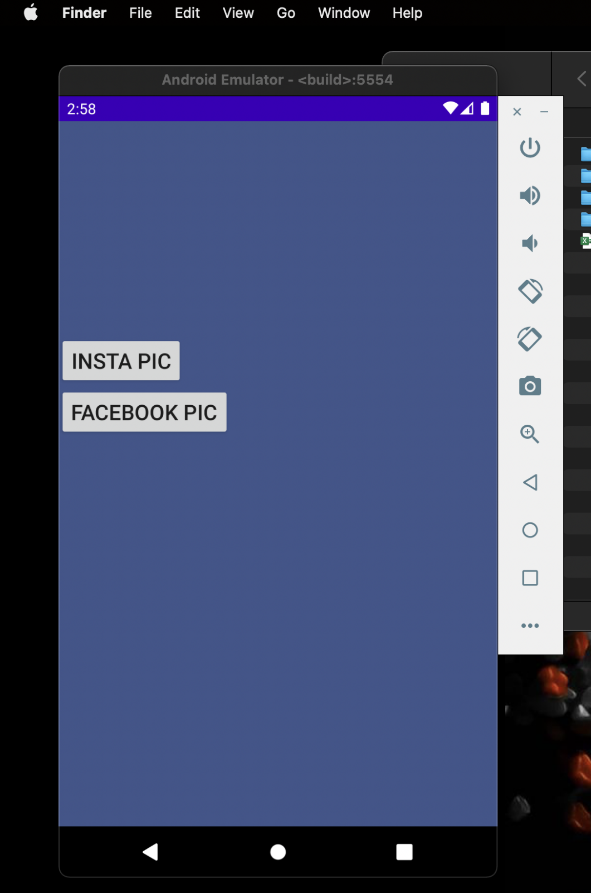 Finder File Edit View Go Window Help
Android Emulator - <build>:5554
2:58
INSTA PIC
FACEBOOK PIC